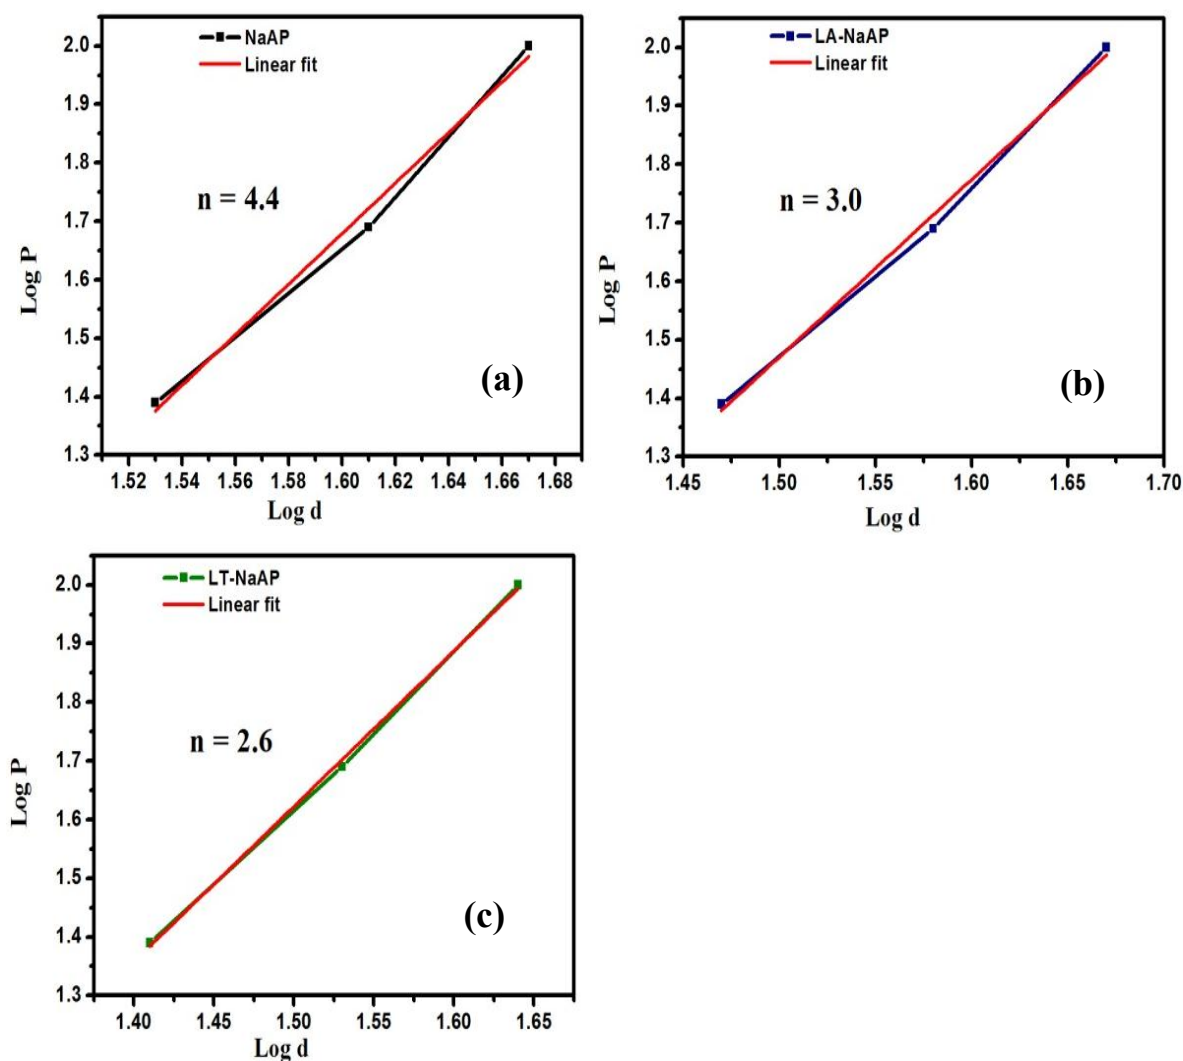 NaAP
Linear fit
2.0
1.9
1.8
1.7
1.6
1.5
1.4
1.3
n = 4.4
(a)
Log P
1.52 1.54 1.56 1.58 1.60 1.62 1.64 1.66 1.68
Log d
LA-NaAP
Linear fit
2.0
1.9
1.8
1.7
1.6
1.5
1.4
1.3
n = 3.0
(b)
Log P
1.45 1.50 1.55 1.60 1.65 1.70
Log d
LT-NaAP
Linear fit
2.0
1.9
1.8
1.7
1.6
1.5
1.4
1.3
n = 2.6
(c)
Log P
1.40 1.45 1.50 1.55 1.60 1.65
Log d